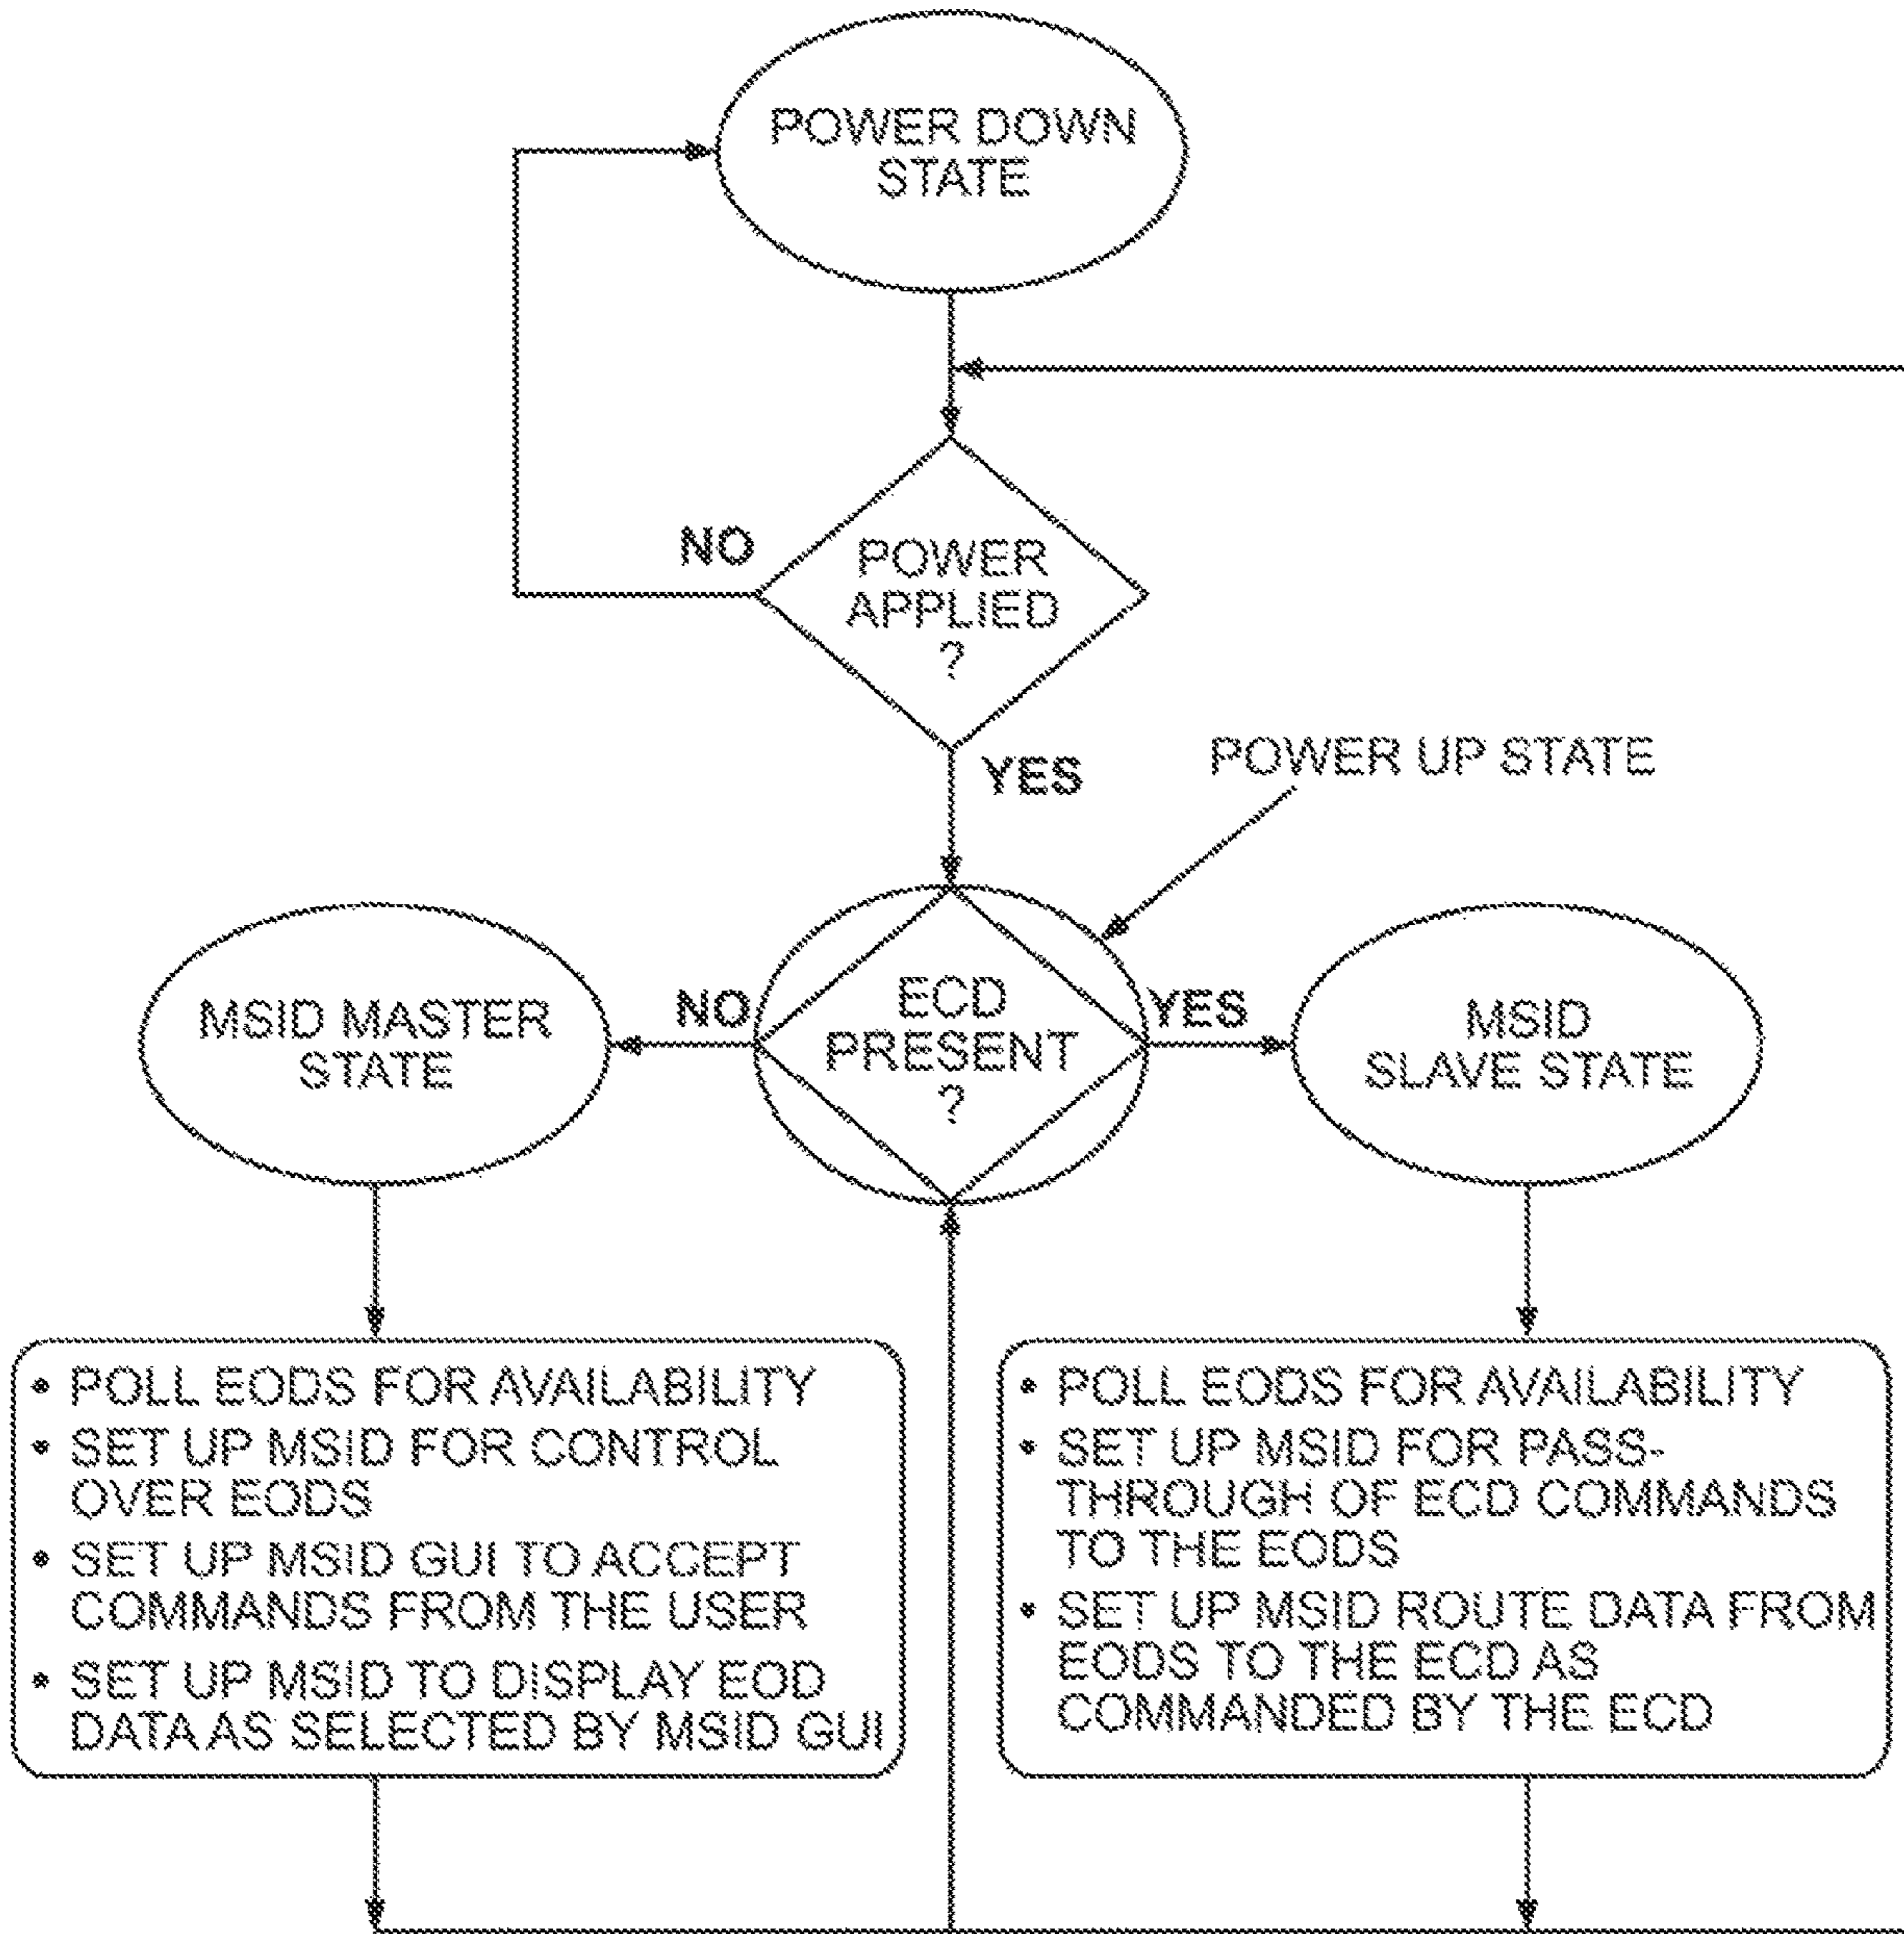 POWER DOWN
STATE
NO
POWER
APPLIED
?
YES
POWER UP STATE
MSID MASTER
STATE
NO
ECD
PRESENT
?
YES
MSID
SLAVE STATE
• POLL EODS FOR AVAILABILITY
• SET UP MSID FOR CONTROL
OVER EODS
• SET UP MSID GUI TO ACCEPT
COMMANDS FROM THE USER
• SET UP MSID TO DISPLAY EOD
DATA AS SELECTED BY MSID GUI
• POLL EODS FOR AVAILABILITY
• SET UP MSID FOR PASS-
THROUGH OF ECD COMMANDS
TO THE EODS
• SET UP MSID ROUTE DATA FROM
EODS TO THE ECD AS
COMMANDED BY THE ECD